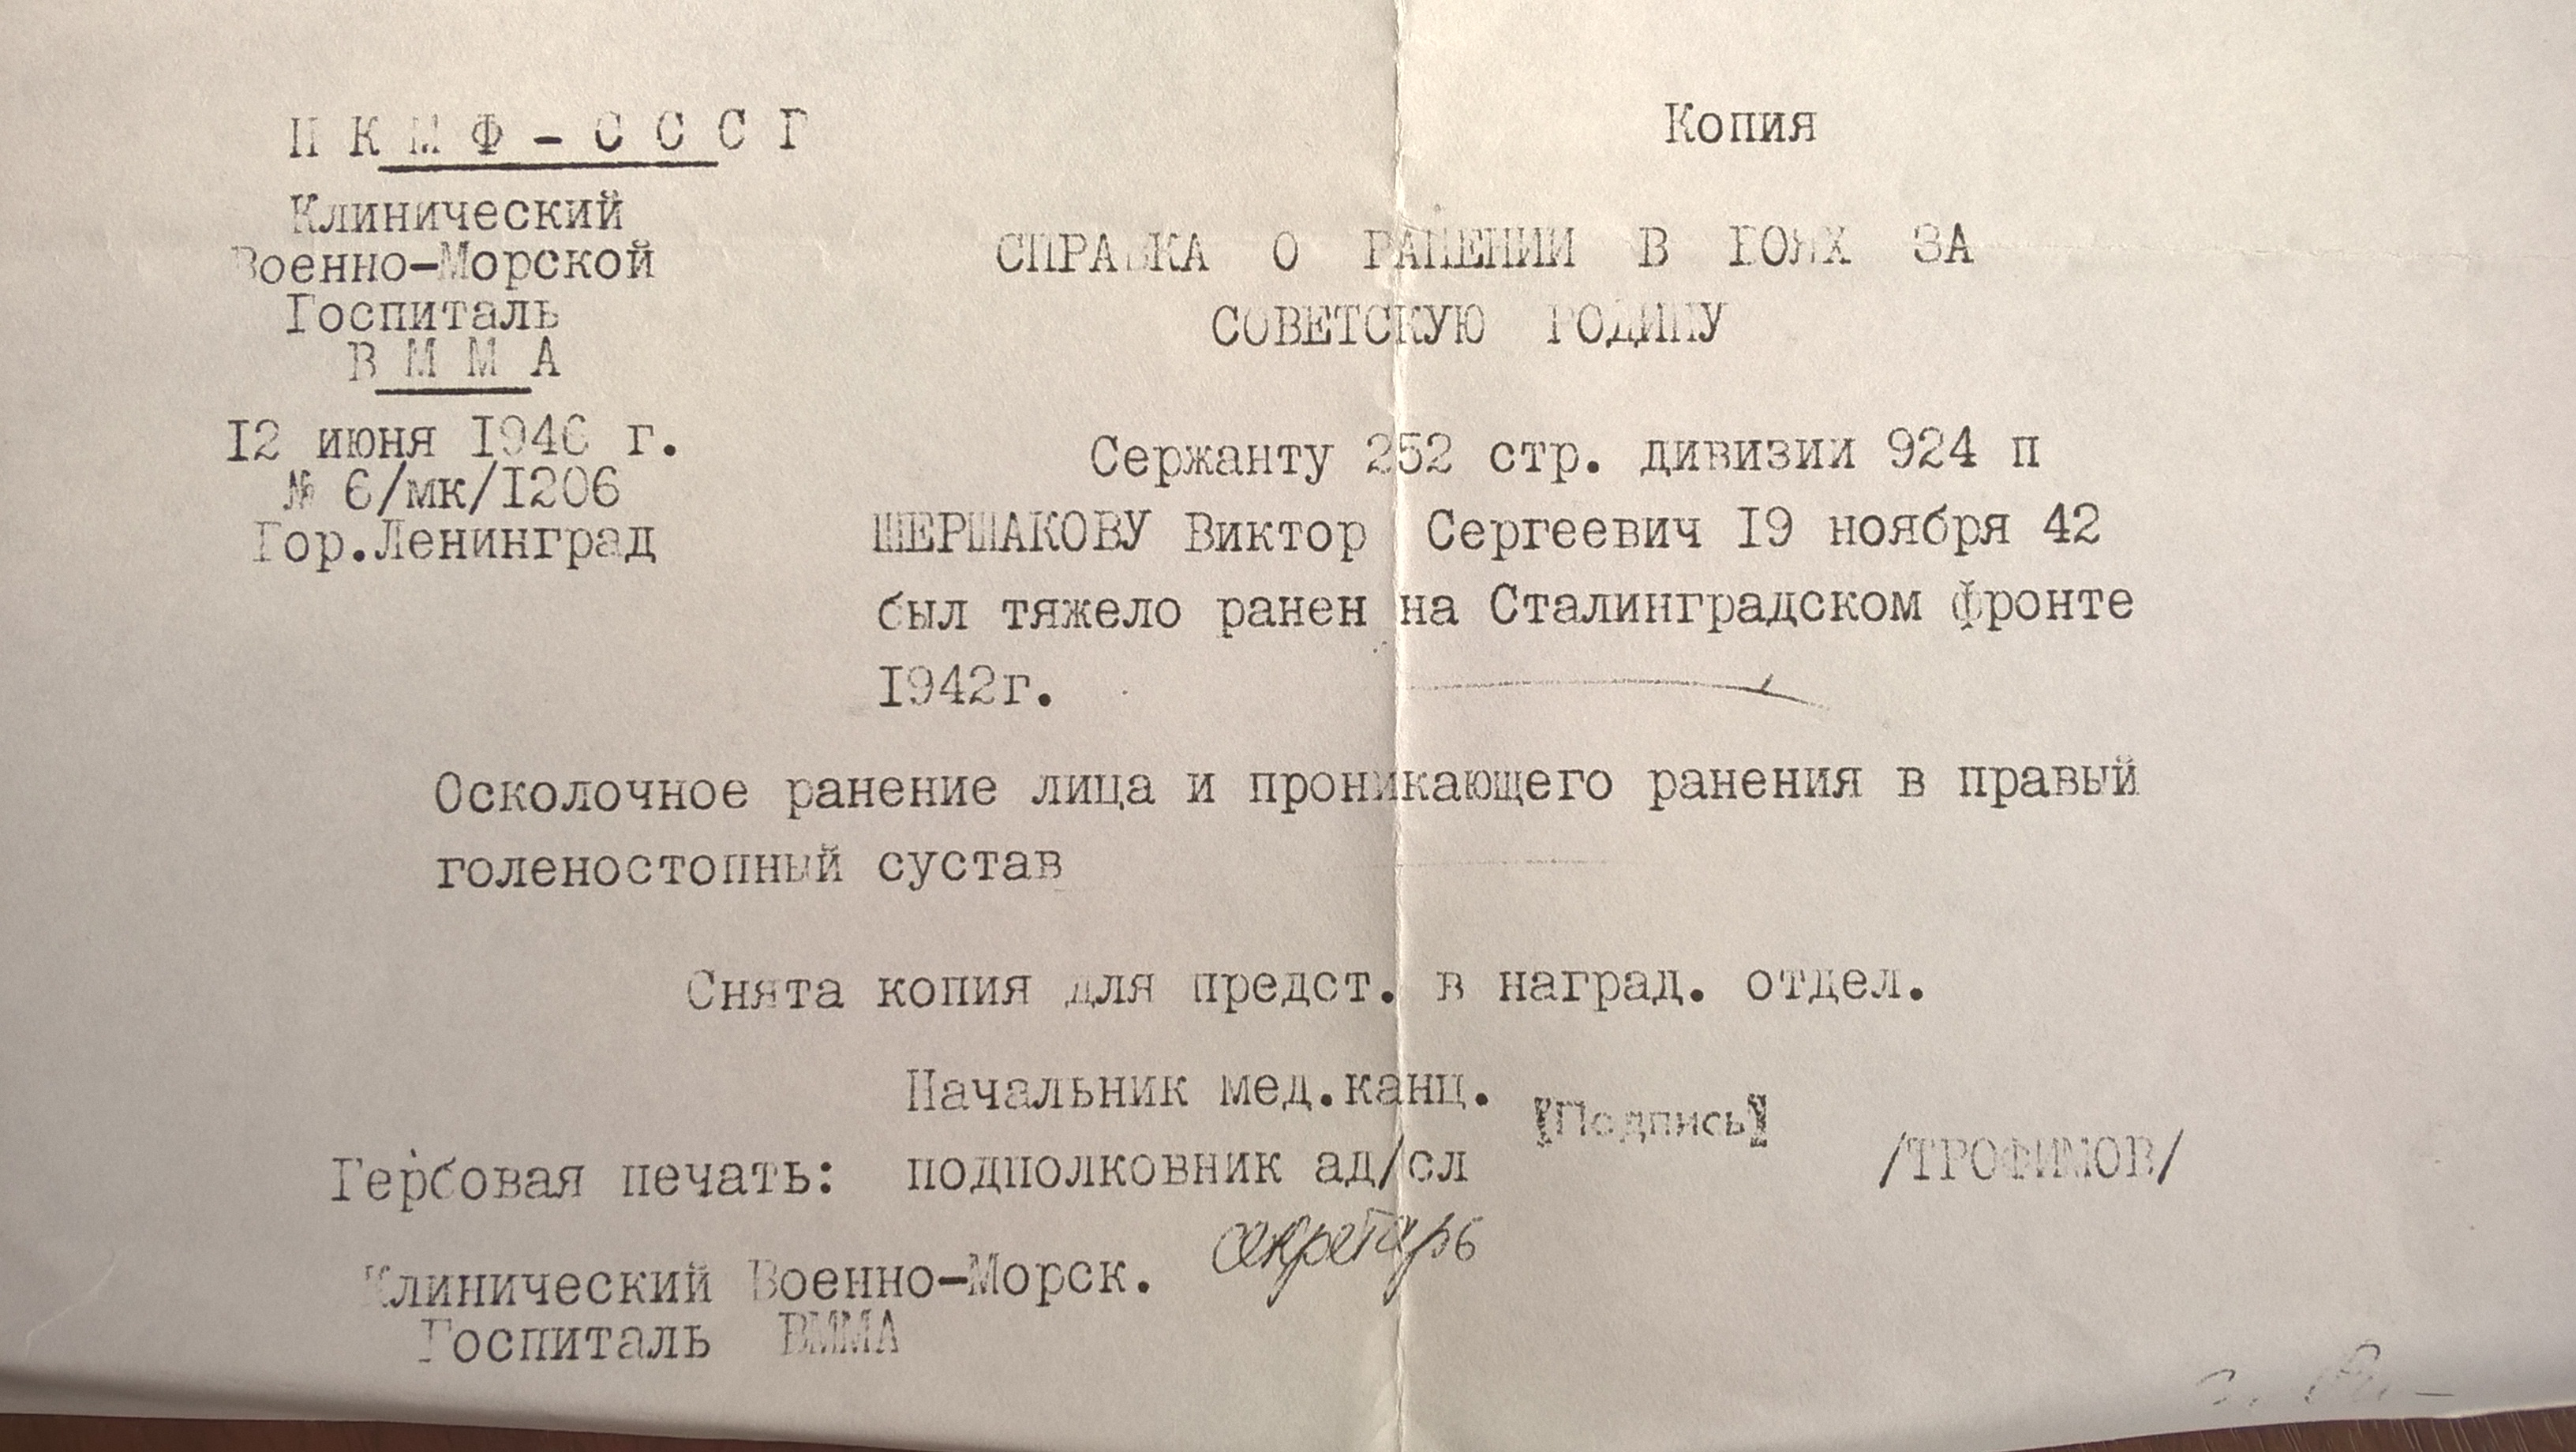 НКМФ-СССР
Клинический
Военно-Морской
Госпиталь
ВММА
12 июня 1946 г.
№ 6/мк/1206
Гор.Ленинград
Копия
СПРАВКА О РАНЕНИИ В БОЯХ ЗА
СОВЕТСКУЮ РОДИНУ
Сержанту 252 стр. дивизии 924 п
ШЕРШАКОВУ Виктор Сергеевич 19 ноября 42
был тяжело ранен на Сталинградском фронте
1942г.
Осколочное ранение лица и проникающего ранения в правый
голеностопный сустав
Снята копия для предст. в наград. отдел.
Начальник мед.канц.
[Подпись]
Гербовая печать: подполковник ад/сл /ТРОФИМОВ/
секретарь
Клинический Военно-Морск.
Госпиталь ВММА